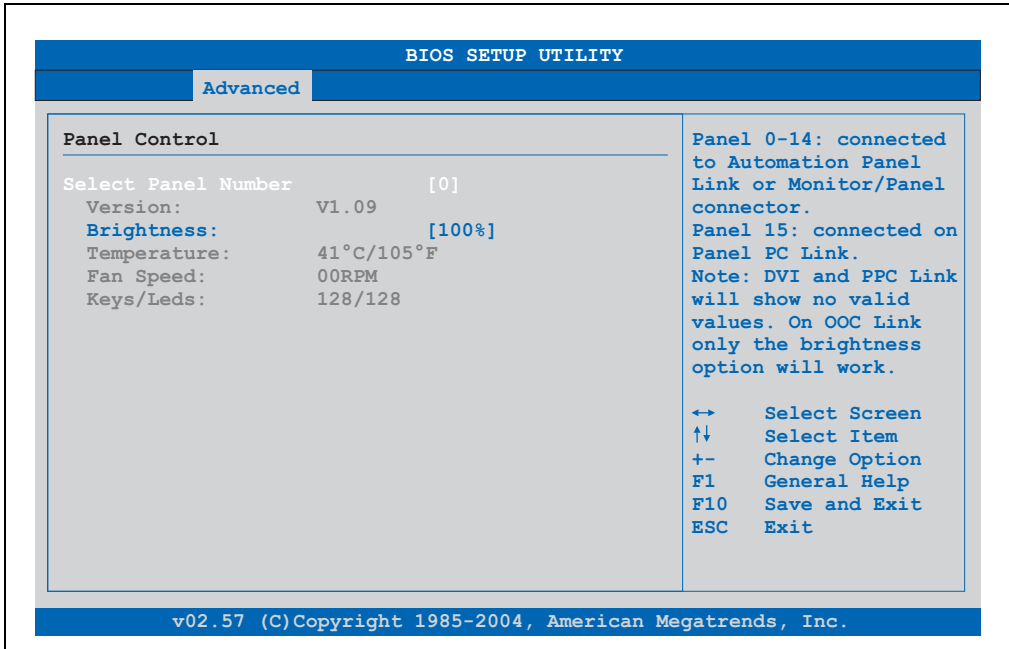 BIOS SETUP UTILITY
Advanced
Panel Control
Select Panel Number [0]
Version: V1.09
Brightness: [100%]
Temperature: 41°C/105°F
Fan Speed: 00RPM
Keys/Leds: 128/128
Panel 0-14: connected
to Automation Panel
Link or Monitor/Panel
connector.
Panel 15: connected on
Panel PC Link.
Note: DVI and PPC Link
will show no valid
values. On OOC Link
only the brightness
option will work.
↔ Select Screen
↑↓ Select Item
+- Change Option
F1 General Help
F10 Save and Exit
ESC Exit
v02.57 (C)Copyright 1985-2004, American Megatrends, Inc.